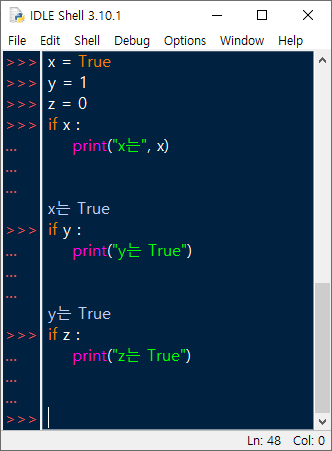 IDLE Shell 3.10.1
File Edit Shell Debug Options Window Help
>>> x = True
>>> y = 1
>>> z = 0
>>> if x :
... print("x는", x)
...
...
x는 True
>>> if y :
... print("y는 True")
...
...
y는 True
>>> if z :
... print("z는 True")
...
...
>>>
Ln: 48 Col: 0